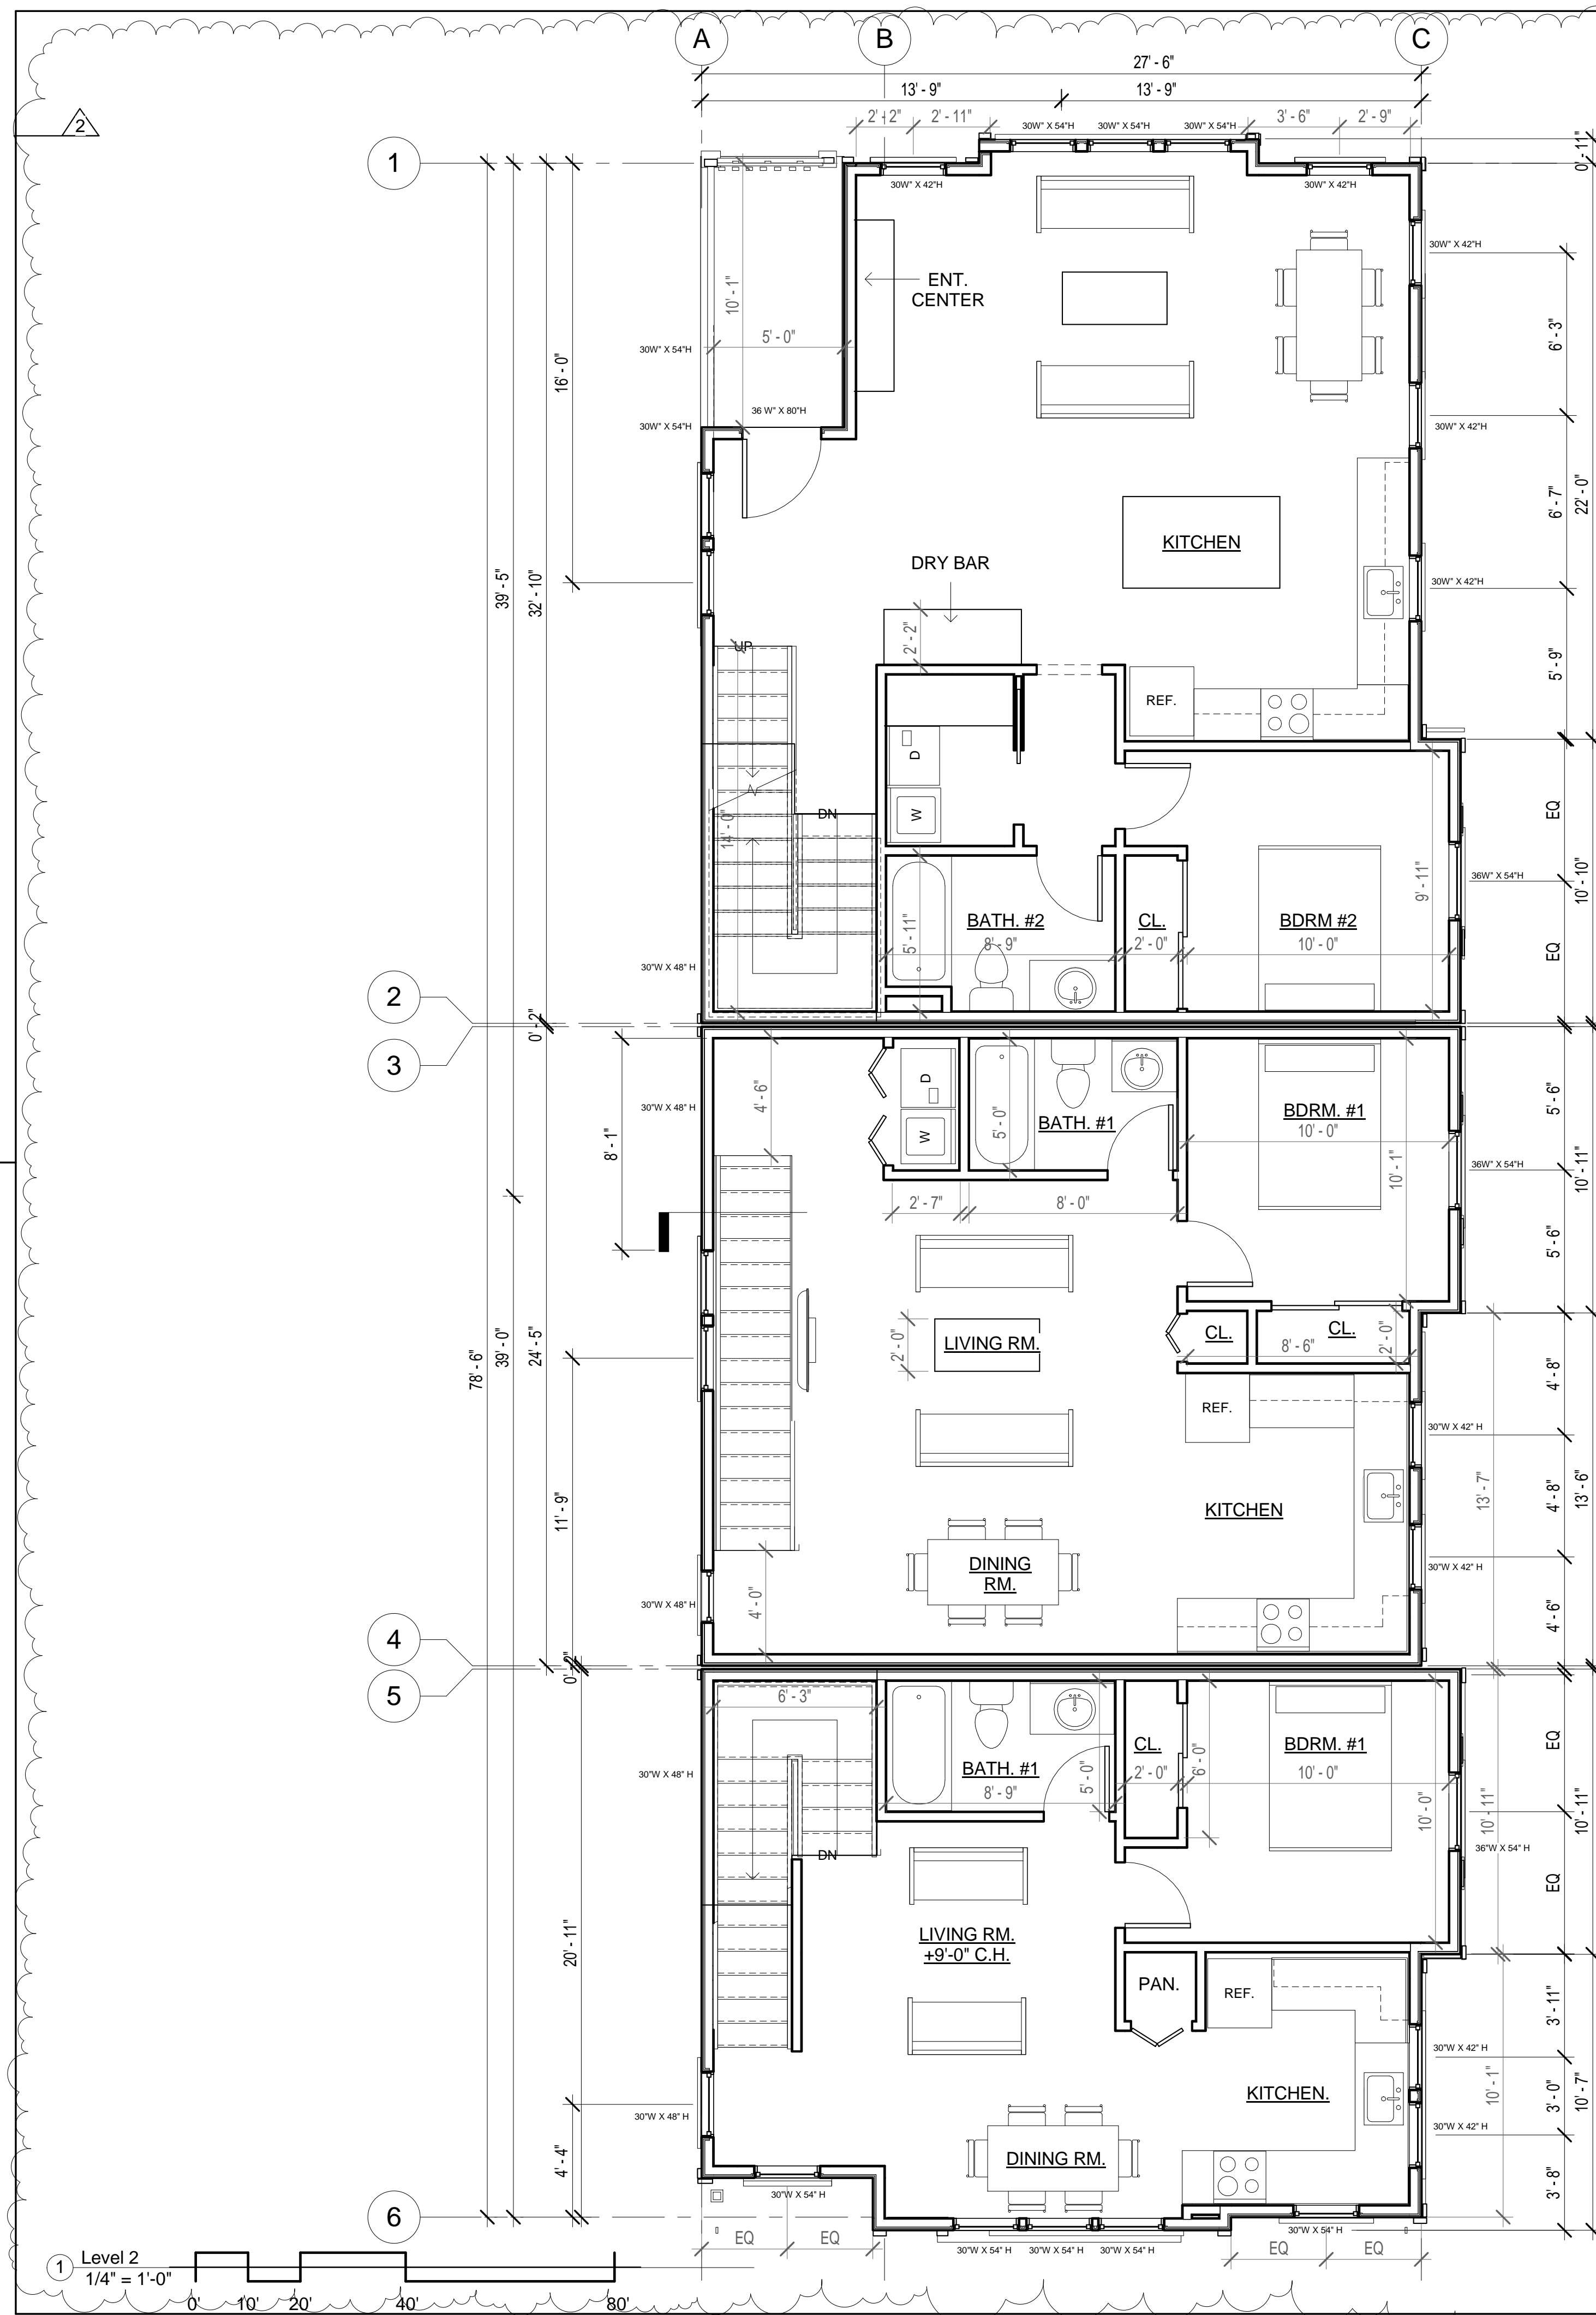 A
B
C
27' - 6"
13' - 9"
13' - 9"
2' - 2"
2' - 11"
3' - 6"
2' - 9"
30W" X 54"H
30W" X 54"H
30W" X 54"H
0' 11"
2
1
30W" X 42"H
30W" X 42"H
30W" X 42"H
ENT.
CENTER
10' - 1"
5' - 0"
6' - 3"
30W" X 54"H
16' - 0"
36 W" X 80"H
30W" X 54"H
30W" X 42"H
6' - 7"
22' - 0"
KITCHEN
DRY BAR
39' - 5"
32' - 10"
30W" X 42"H
2' - 2"
UP
5' - 9"
REF.
D
W
DN
14' - 0"
EQ
10' - 10"
36W" X 54"H
9' - 11"
5' - 11"
BATH. #2
8' - 9"
CL.
2' - 0"
BDRM #2
10' - 0"
EQ
30"W X 48" H
2
0' - 2"
3
D
W
4' - 6"
BATH. #1
5' - 0"
BDRM. #1
10' - 0"
10' - 1"
30"W X 48" H
5' - 6"
8' - 1"
36W" X 54"H
10' - 11"
2' - 7"
8' - 0"
5' - 6"
78' - 6"
39' - 0"
24' - 5"
2' - 0"
LIVING RM.
CL.
CL.
8' - 6"
2' - 0"
4' - 8"
REF.
30"W X 42" H
11' - 9"
13' - 7"
4' - 8"
13' - 6"
KITCHEN
DINING
RM.
30"W X 42" H
30"W X 48" H
4' - 0"
4' - 6"
4
0' - 2"
5
6' - 3"
BATH. #1
8' - 9"
5' - 0"
CL.
2' - 0"
6' - 0"
BDRM. #1
10' - 0"
10' - 0"
EQ
30"W X 48" H
10' - 11"
10' - 11"
36"W X 54" H
DN
EQ
LIVING RM.
+9'-0" C.H.
20' - 11"
PAN.
REF.
3' - 11"
30"W X 42" H
KITCHEN.
10' - 1"
3' - 0"
10' - 7"
30"W X 48" H
30"W X 42" H
4' - 4"
DINING RM.
3' - 8"
30"W X 54" H
6
EQ
EQ
30"W X 54" H
30"W X 54" H
30"W X 54" H
30"W X 54" H
EQ
EQ
1
Level 2
1/4" = 1'-0"
0'
10'
20'
40'
80'